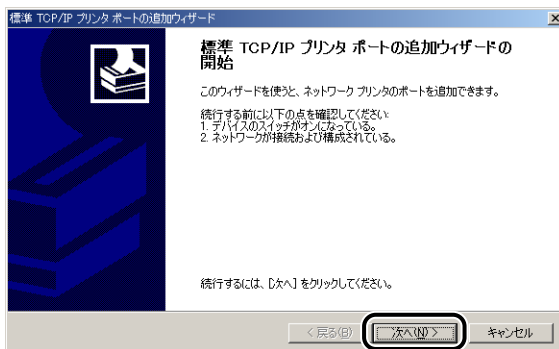 標準 TCP/IP プリンタ ポートの追加ウィザード
標準 TCP/IP プリンタ ポートの追加ウィザードの
開始
このウィザードを使うと、ネットワーク プリンタのポートを追加できます。
続行する前に以下の点を確認してください:
1. デバイスのスイッチがオンになっている。
2. ネットワークが接続および構成されている。
続行するには、[次へ] をクリックしてください。
< 戻る(B)
次へ(N) >
キャンセル